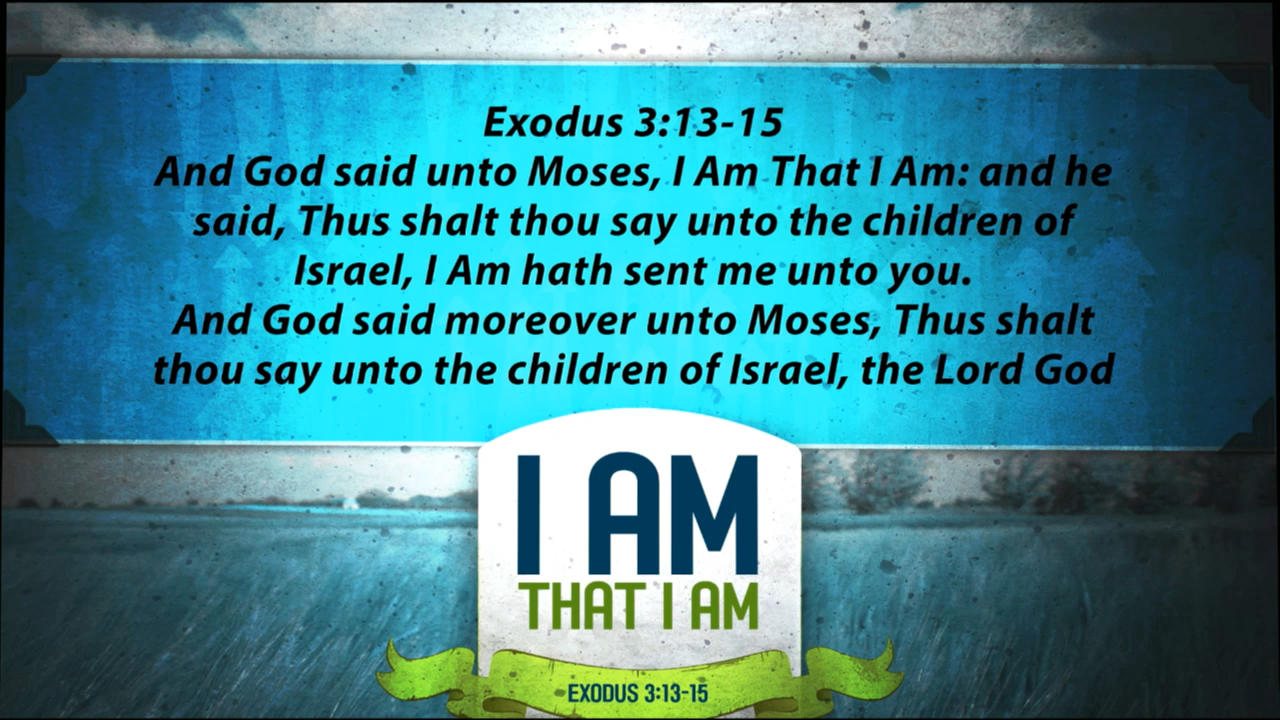 Exodus 3:13-15
And God said unto Moses, I Am That I Am: and he
said, Thus shalt thou say unto the children of
Israel, I Am hath sent me unto you.
And God said moreover unto Moses, Thus shalt
thou say unto the children of Israel, the Lord God
I AM
THAT I AM
EXODUS 3:13-15